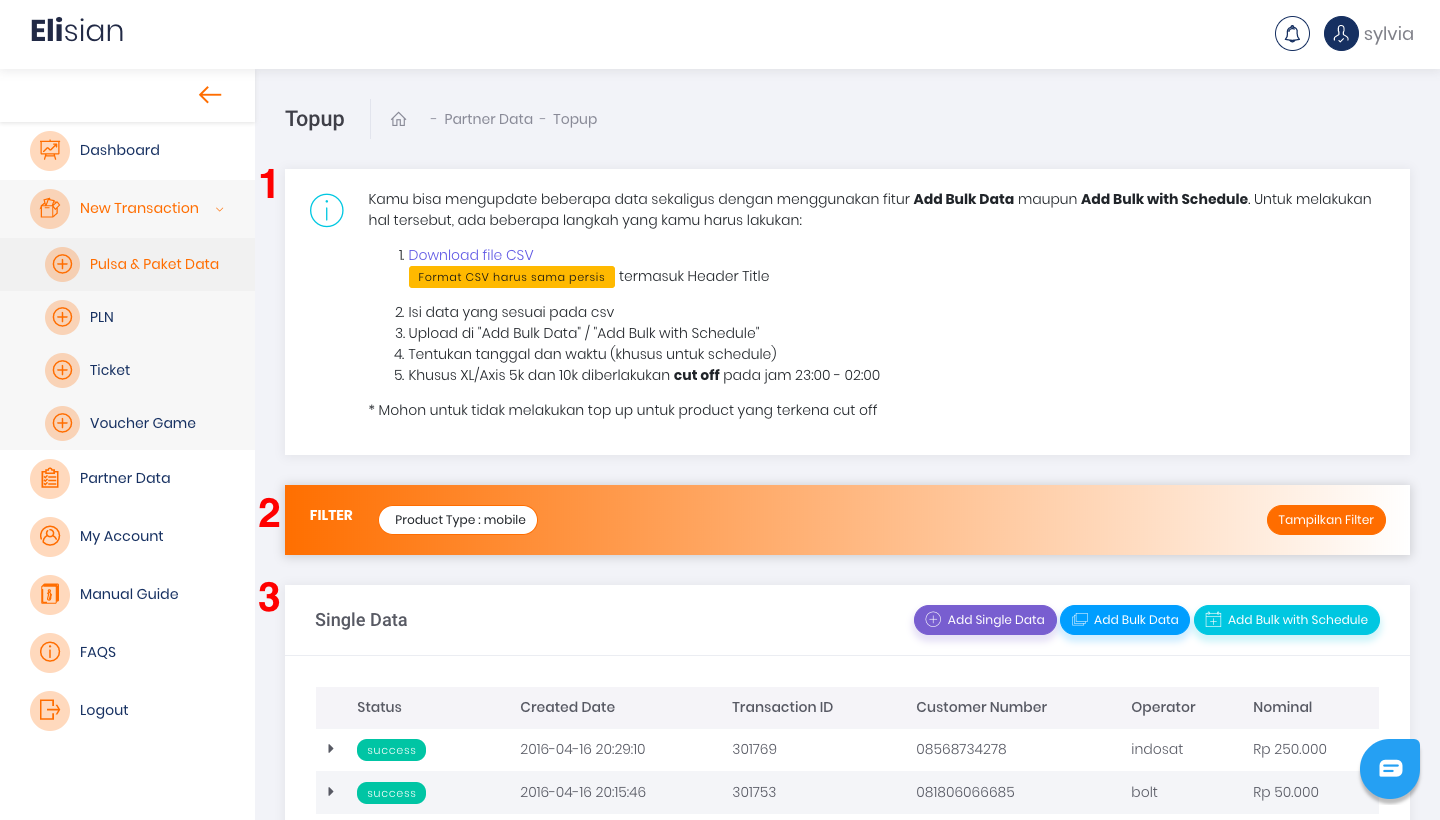 Elisian
sylvia
Topup
- Partner Data - Topup
Dashboard
New Transaction
Pulsa & Paket Data
PLN
Ticket
Voucher Game
Partner Data
My Account
Manual Guide
FAQS
Logout
1
Kamu bisa mengupdate beberapa data sekaligus dengan menggunakan fitur Add Bulk Data maupun Add Bulk with Schedule. Untuk melakukan
hal tersebut, ada beberapa langkah yang kamu harus lakukan:
1. Download file CSV
Format CSV harus sama persis termasuk Header Title
2. Isi data yang sesuai pada csv
3. Upload di "Add Bulk Data" / "Add Bulk with Schedule"
4. Tentukan tanggal dan waktu (khusus untuk schedule)
5. Khusus XL/Axis 5k dan 10k diberlakukan cut off pada jam 23:00 - 02:00
* Mohon untuk tidak melakukan top up untuk product yang terkena cut off
2
FILTER Product Type : mobile Tampilkan Filter
3
Single Data Add Single Data Add Bulk Data Add Bulk with Schedule
Status Created Date Transaction ID Customer Number Operator Nominal
success 2016-04-16 20:29:10 301769 08568734278 indosat Rp 250.000
success 2016-04-16 20:15:46 301753 081806066685 bolt Rp 50.000